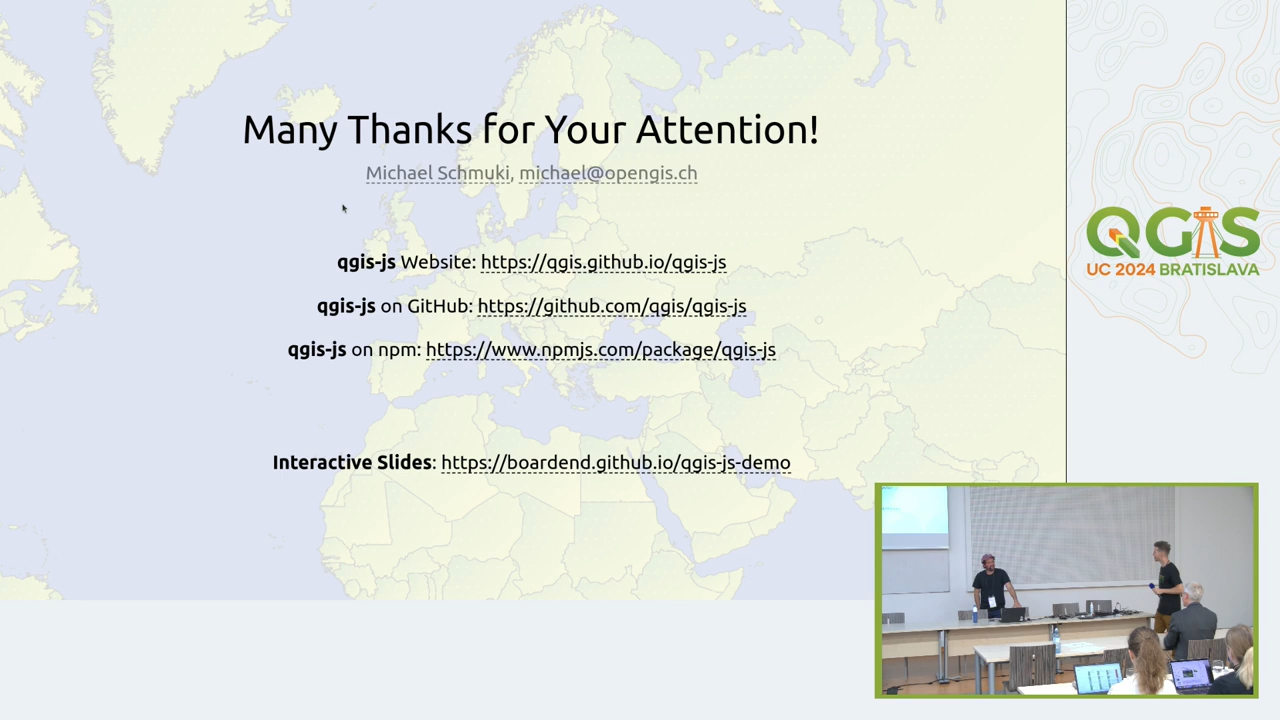 Many Thanks for Your Attention!
Michael Schmuki, michael@opengis.ch
qgis-js Website: https://qgis.github.io/qgis-js
qgis-js on GitHub: https://github.com/qgis/qgis-js
qgis-js on npm: https://www.npmjs.com/package/qgis-js
Interactive Slides: https://boardend.github.io/qgis-js-demo
QGIS
UC 2024 BRATISLAVA